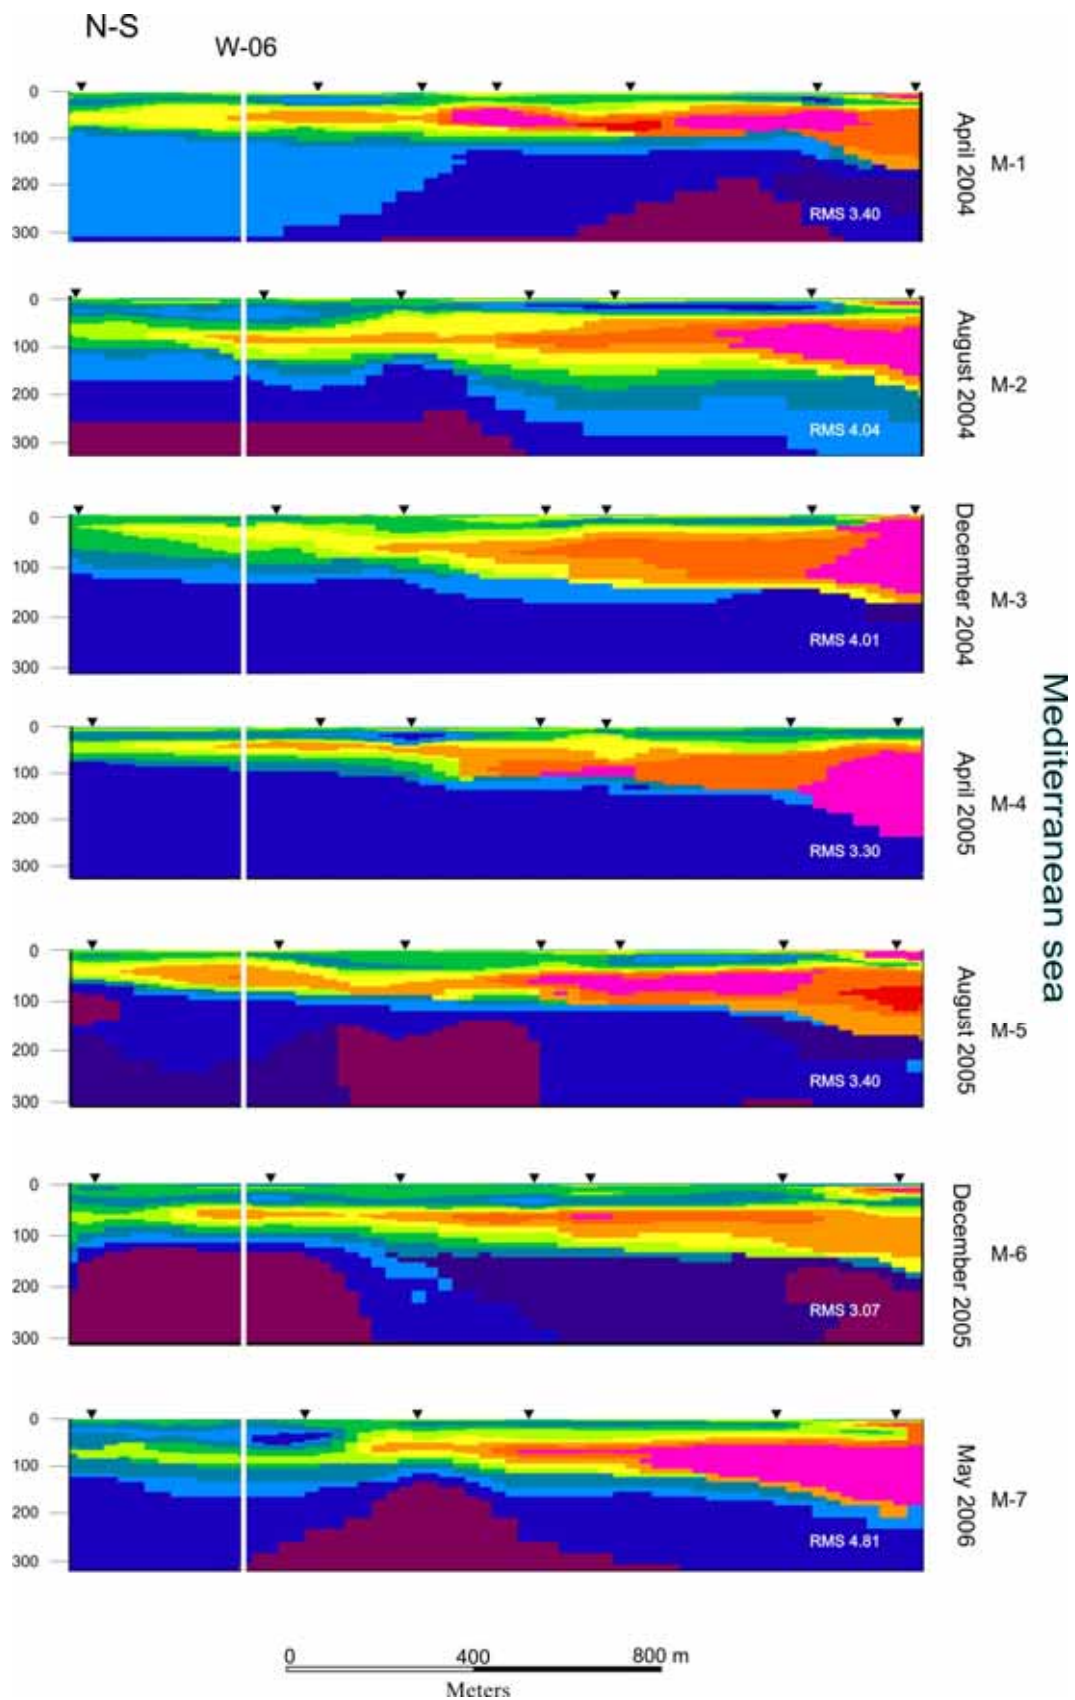 N-S
W-06
0
100
200
300
RMS 3.40
April 2004
M-1
0
100
200
300
RMS 4.04
August 2004
M-2
0
100
200
300
RMS 4.01
December 2004
M-3
0
100
200
300
RMS 3.30
April 2005
M-4
Mediterranean sea
0
100
200
300
RMS 3.40
August 2005
M-5
0
100
200
300
RMS 3.07
December 2005
M-6
0
100
200
300
RMS 4.81
May 2006
M-7
0 400 800 m
Meters